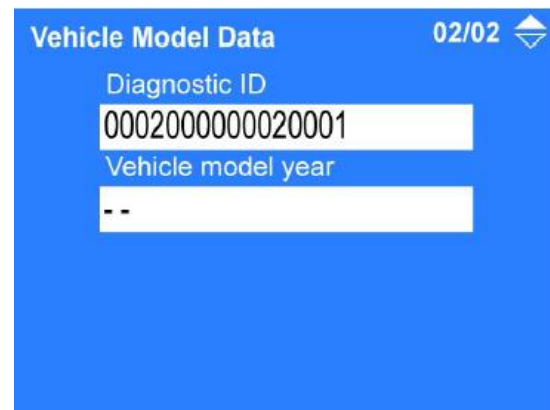 Vehicle Model Data 02/02
Diagnostic ID
0002000000020001
Vehicle model year
--